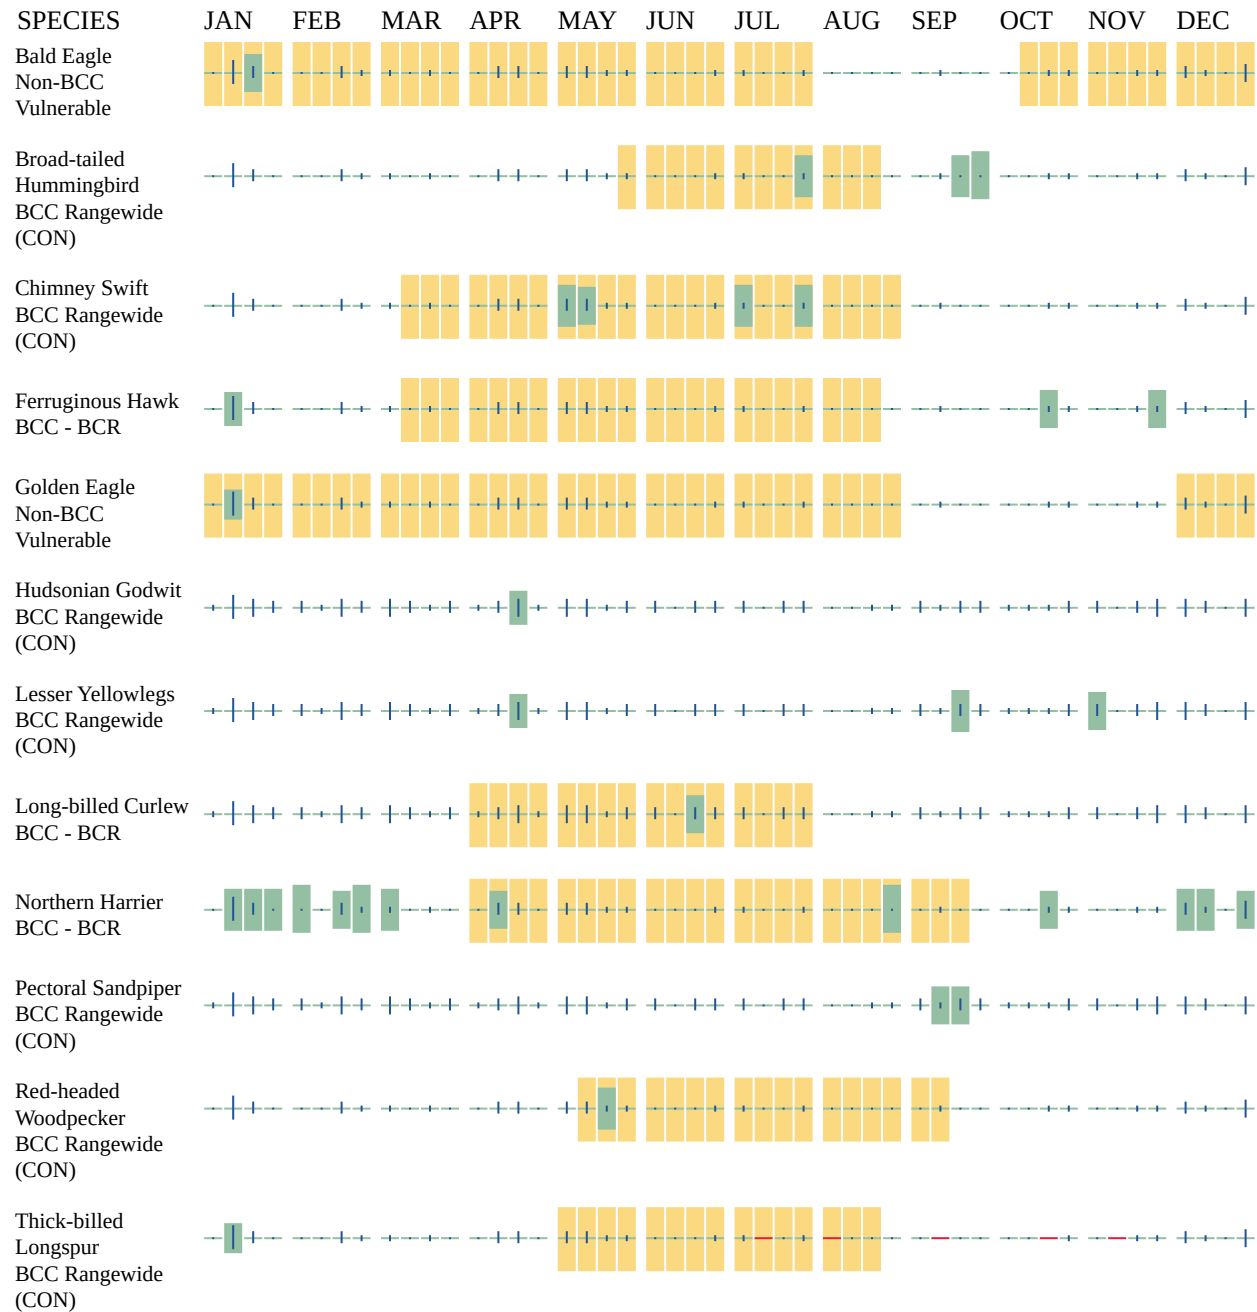 SPECIES JAN FEB MAR APR MAY JUN JUL AUG SEP OCT NOV DEC
Bald Eagle
Non-BCC
Vulnerable
Broad-tailed
Hummingbird
BCC Rangewide
(CON)
Chimney Swift
BCC Rangewide
(CON)
Ferruginous Hawk
BCC - BCR
Golden Eagle
Non-BCC
Vulnerable
Hudsonian Godwit
BCC Rangewide
(CON)
Lesser Yellowlegs
BCC Rangewide
(CON)
Long-billed Curlew
BCC - BCR
Northern Harrier
BCC - BCR
Pectoral Sandpiper
BCC Rangewide
(CON)
Red-headed
Woodpecker
BCC Rangewide
(CON)
Thick-billed
Longspur
BCC Rangewide
(CON)